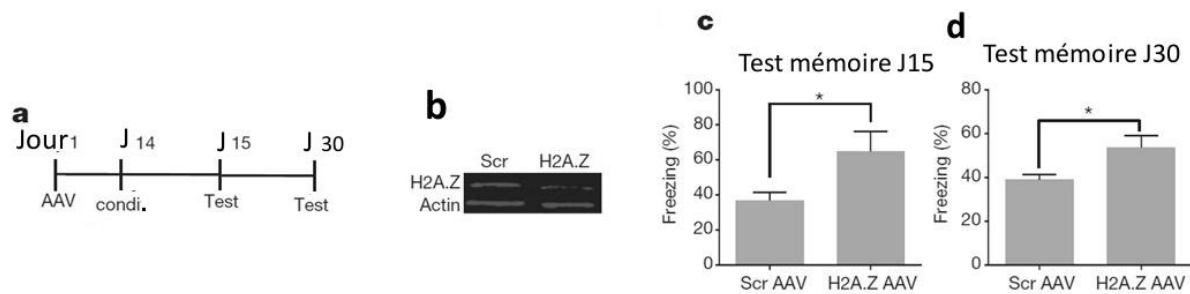 a
Jour 1 J 14 J 15 J 30
AAV condi. Test Test
b
Scr H2A.Z
H2A.Z
Actin
c
Test mémoire J15
100
80
60
40
20
0
Freezing (%)
*
Scr AAV H2A.Z AAV
d
Test mémoire J30
80
60
40
20
0
Freezing (%)
*
Scr AAV H2A.Z AAV